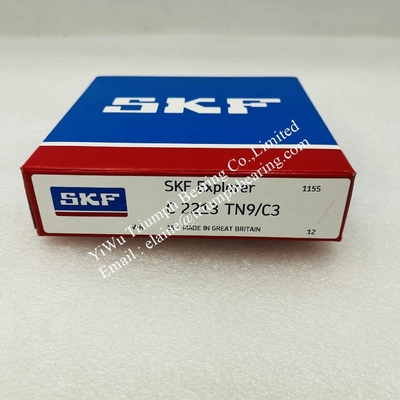 SKF
SKF Explorer
115S
SKF
2213 TN9/C3
MADE IN GREAT BRITAIN
12
YiWu Triumph Bearing Co.,Limited
Email : elaine@triumphbearing.com